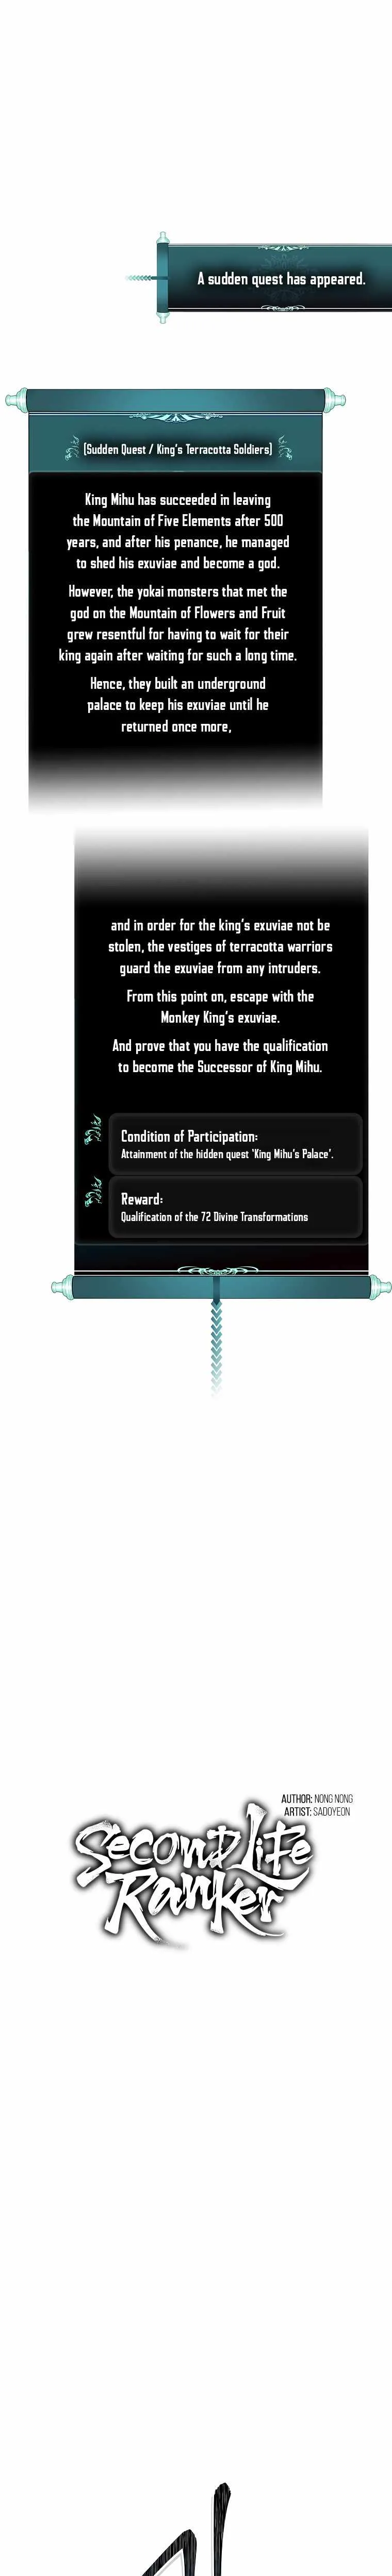 A sudden quest has appeared.
[Sudden Quest / King's Terracotta Soldiers]
King Mihu has succeeded in leaving
the Mountain of Five Elements after 500
years, and after his penance, he managed
to shed his exuviae and become a god.
However, the yokai monsters that met the
god on the Mountain of Flowers and Fruit
grew resentful for having to wait for their
king again after waiting for such a long time.
Hence, they built an underground
palace to keep his exuviae until he
returned once more,
and in order for the king's exuviae not be
stolen, the vestiges of terracotta warriors
guard the exuviae from any intruders.
From this point on, escape with the
Monkey King's exuviae.
And prove that you have the qualification
to become the Successor of King Mihu.
Condition of Participation:
Attainment of the hidden quest 'King Mihu's Palace'.
Reward:
Qualification of the 72 Divine Transformations
AUTHOR: NONG NONG
ARTIST: SADOYEON
Second Life
Ranker